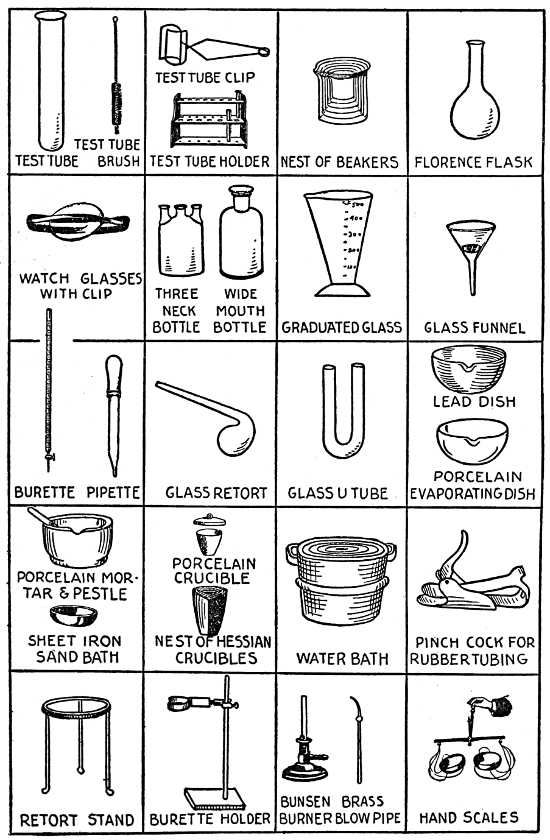 TEST TUBE
TEST TUBE
BRUSH
TEST TUBE CLIP
TEST TUBE HOLDER
NEST OF BEAKERS
FLORENCE FLASK
WATCH GLASSES
WITH CLIP
THREE
NECK
BOTTLE
WIDE
MOUTH
BOTTLE
500
400
300
200
100
GRADUATED GLASS
GLASS FUNNEL
BURETTE
PIPETTE
GLASS RETORT
GLASS U TUBE
LEAD DISH
PORCELAIN
EVAPORATING DISH
PORCELAIN MOR-
TAR & PESTLE
SHEET IRON
SAND BATH
PORCELAIN
CRUCIBLE
NEST OF HESSIAN
CRUCIBLES
WATER BATH
PINCH COCK FOR
RUBBER TUBING
RETORT STAND
BURETTE HOLDER
BUNSEN
BURNER
BRASS
BLOW PIPE
HAND SCALES